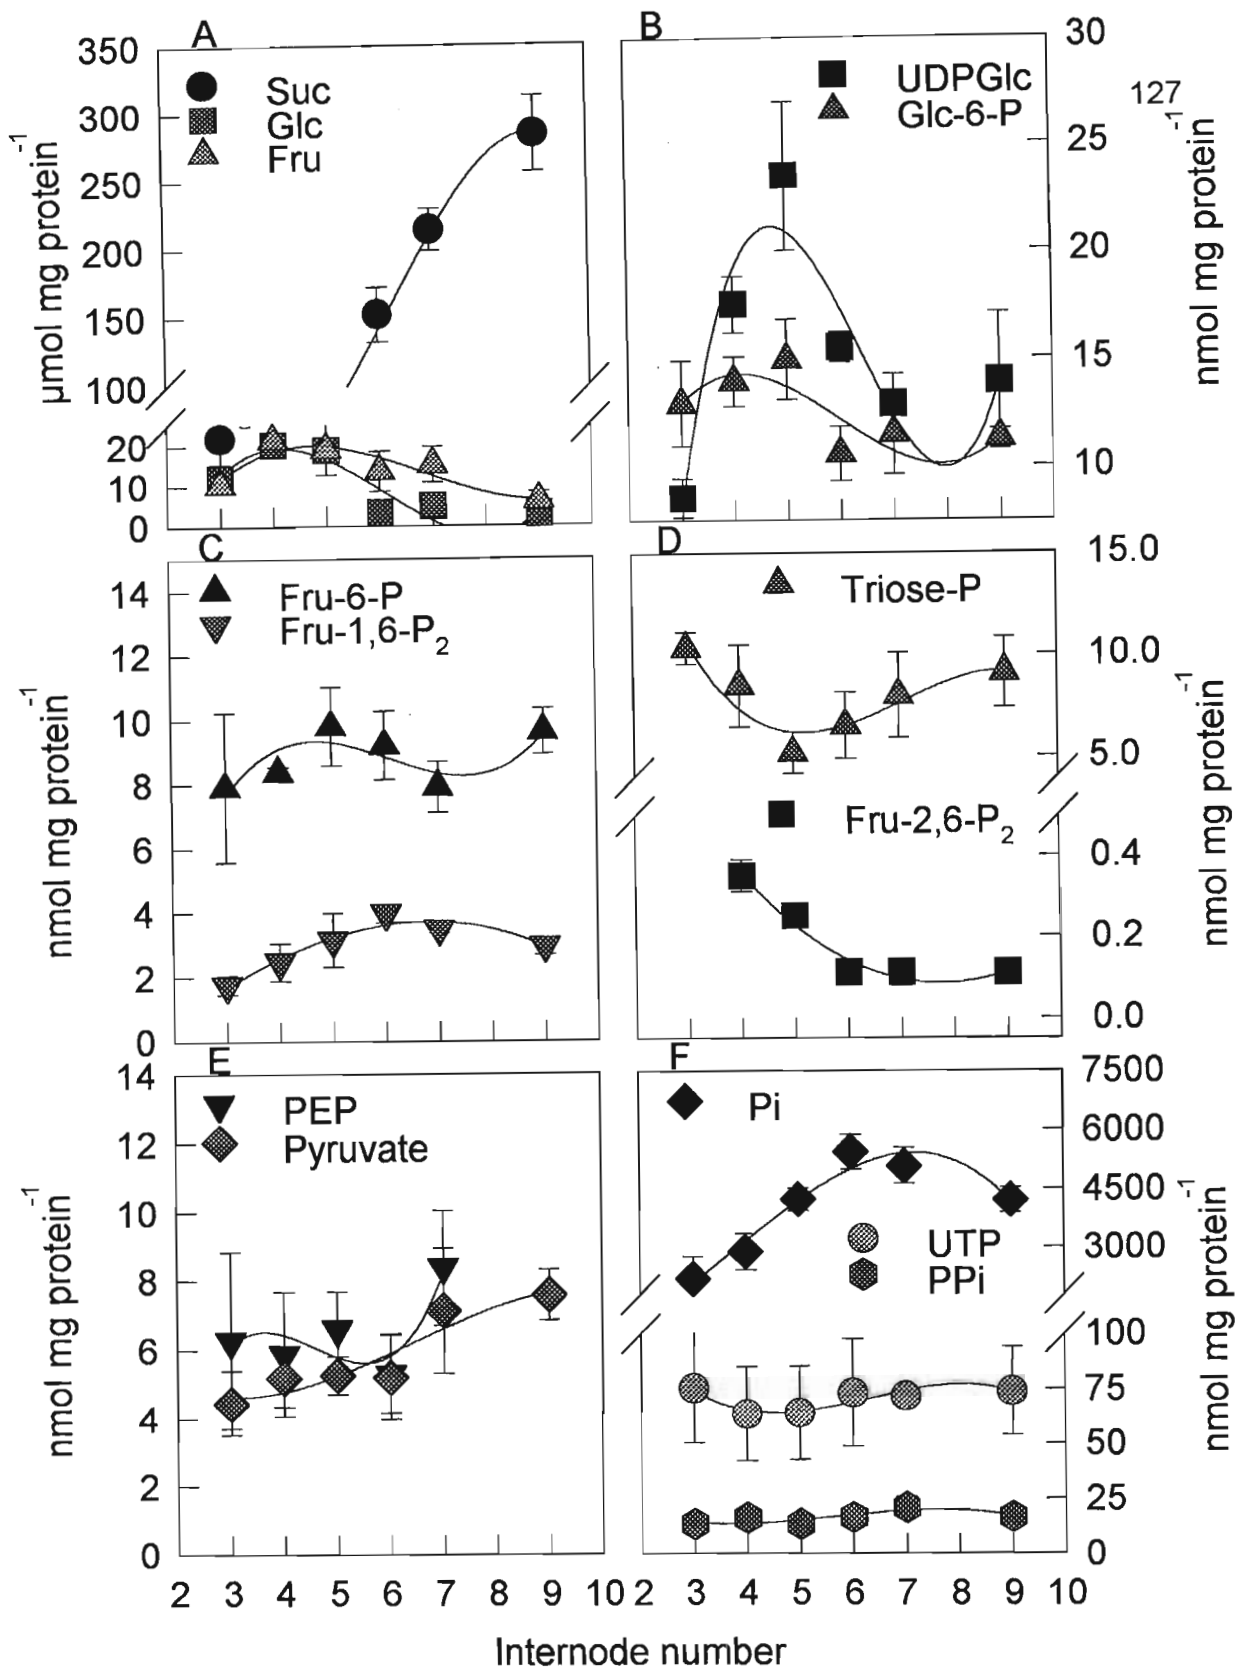 A
350
300
250
200
150
100
20
10
0
Suc
Glc
Fru
µmol mg protein-1
B
30
25
20
15
10
UDPGlc
Glc-6-P
127
nmol mg protein-1
C
14
12
10
8
6
4
2
0
Fru-6-P
Fru-1,6-P2
nmol mg protein-1
D
15.0
10.0
5.0
0.4
0.2
0.0
Triose-P
Fru-2,6-P2
nmol mg protein-1
E
14
12
10
8
6
4
2
0
PEP
Pyruvate
nmol mg protein-1
2 3 4 5 6 7 8 9 10
F
7500
6000
4500
3000
100
75
50
25
0
Pi
UTP
PPi
nmol mg protein-1
2 3 4 5 6 7 8 9 10
Internode number